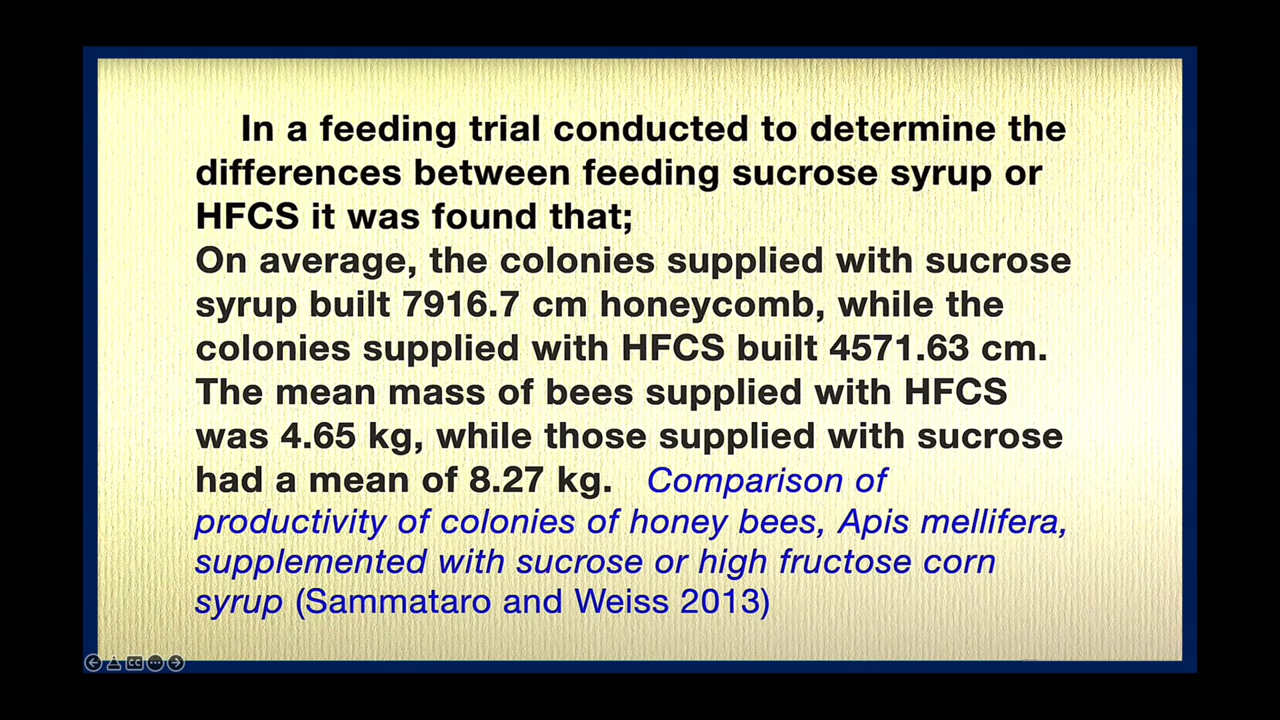 In a feeding trial conducted to determine the
differences between feeding sucrose syrup or
HFCS it was found that;
On average, the colonies supplied with sucrose
syrup built 7916.7 cm honeycomb, while the
colonies supplied with HFCS built 4571.63 cm.
The mean mass of bees supplied with HFCS
was 4.65 kg, while those supplied with sucrose
had a mean of 8.27 kg. Comparison of
productivity of colonies of honey bees, Apis mellifera,
supplemented with sucrose or high fructose corn
syrup (Sammataro and Weiss 2013)
CC